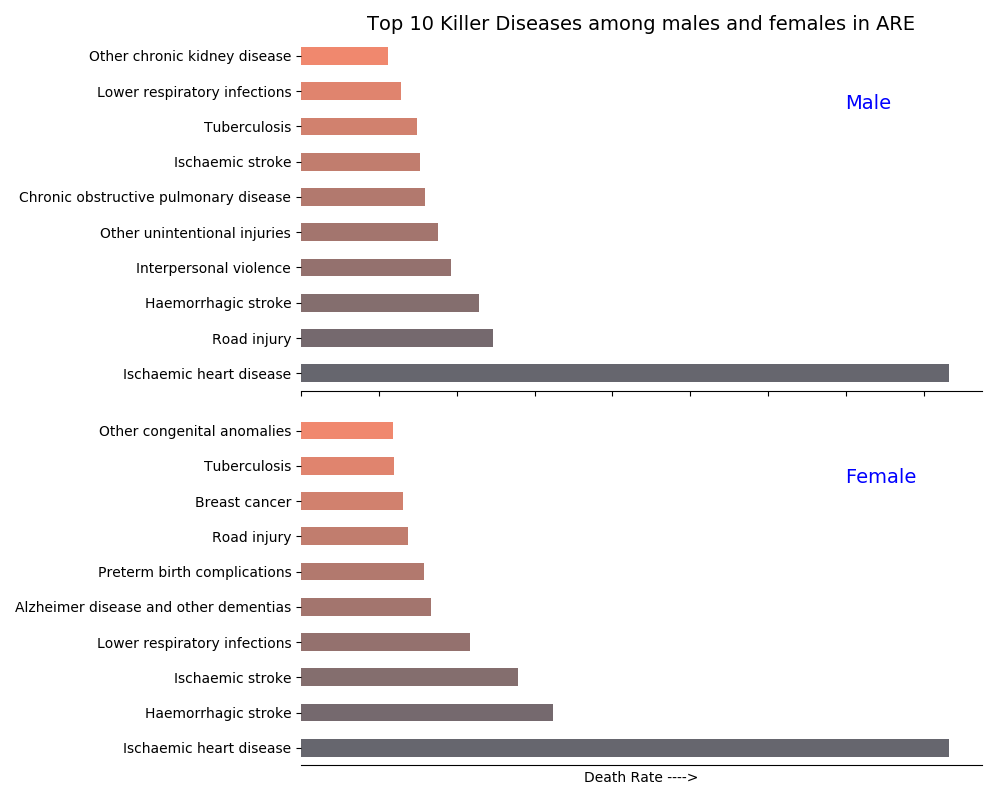 Top 10 Killer Diseases among males and females in ARE
Other chronic kidney disease
Lower respiratory infections
Male
Tuberculosis
Ischaemic stroke
Chronic obstructive pulmonary disease
Other unintentional injuries
Interpersonal violence
Haemorrhagic stroke
Road injury
Ischaemic heart disease
Other congenital anomalies
Tuberculosis
Female
Breast cancer
Road injury
Preterm birth complications
Alzheimer disease and other dementias
Lower respiratory infections
Ischaemic stroke
Haemorrhagic stroke
Ischaemic heart disease
Death Rate ---->